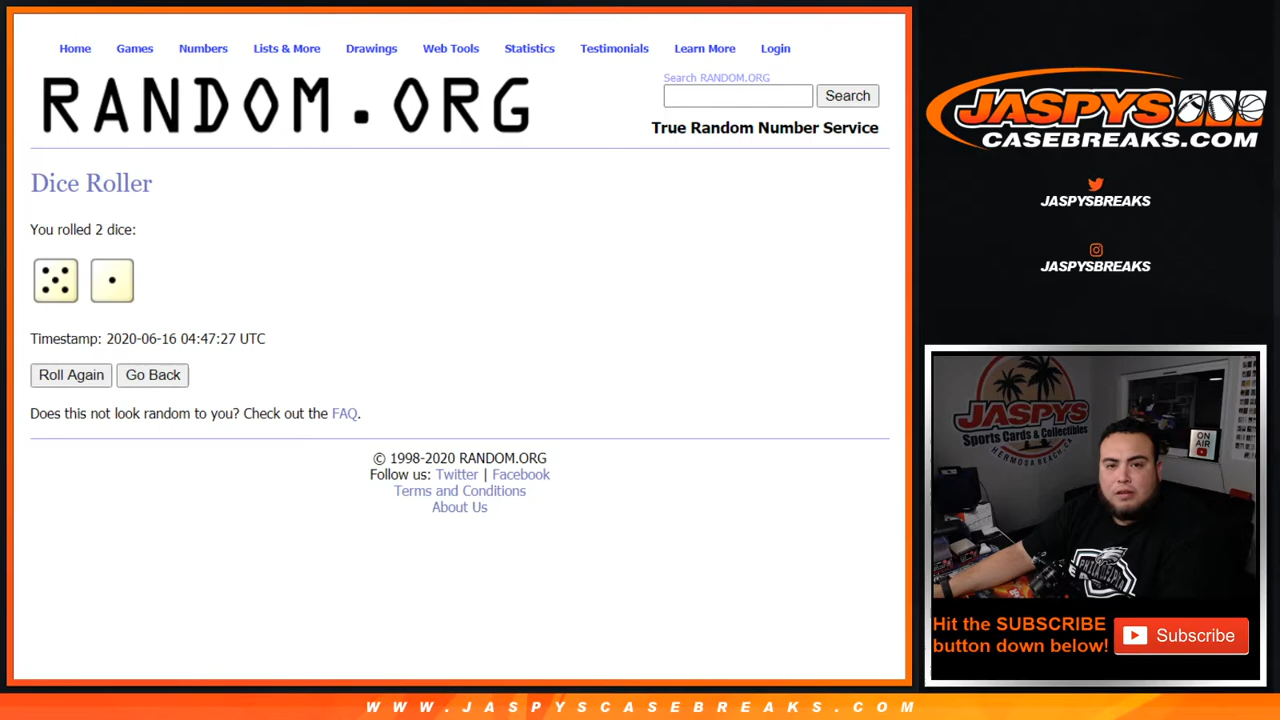 Home Games Numbers Lists & More Drawings Web Tools Statistics Testimonials Learn More Login
RANDOM.ORG
Search RANDOM.ORG
Search
True Random Number Service
Dice Roller
You rolled 2 dice:
Timestamp: 2020-06-16 04:47:27 UTC
Roll Again Go Back
Does this not look random to you? Check out the FAQ.
© 1998-2020 RANDOM.ORG
Follow us: Twitter | Facebook
Terms and Conditions
About Us
JASPYS
CASEBREAKS.COM
JASPYSBREAKS
JASPYSBREAKS
JASPYS
Sports Cards & Collectibles
HERMOSA BEACH, CA
ON
AIR
PHILADELPHIA
Hit the SUBSCRIBE
button down below!
Subscribe
WWW.JASPYSCASEBREAKS.COM